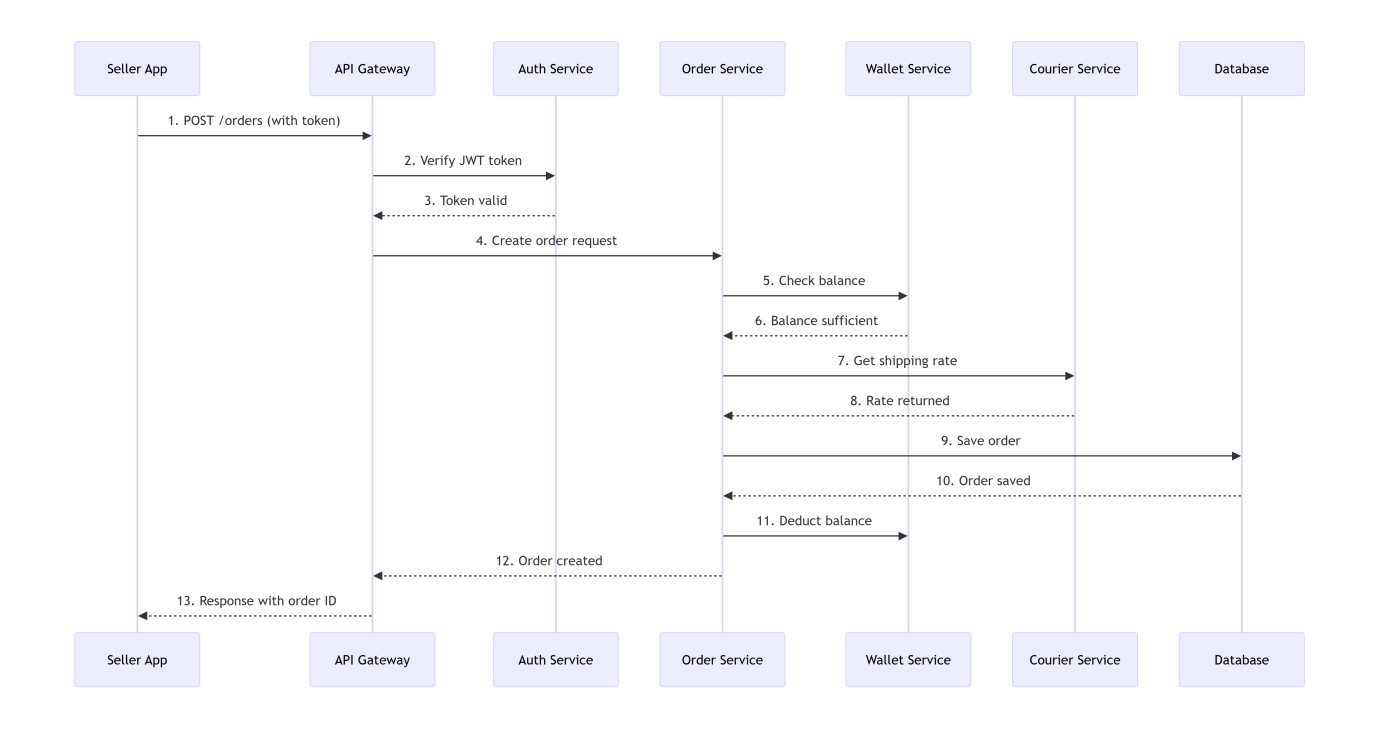 Seller App
API Gateway
Auth Service
Order Service
Wallet Service
Courier Service
Database
1. POST /orders (with token)
2. Verify JWT token
3. Token valid
4. Create order request
5. Check balance
6. Balance sufficient
7. Get shipping rate
8. Rate returned
9. Save order
10. Order saved
11. Deduct balance
12. Order created
13. Response with order ID
Seller App
API Gateway
Auth Service
Order Service
Wallet Service
Courier Service
Database